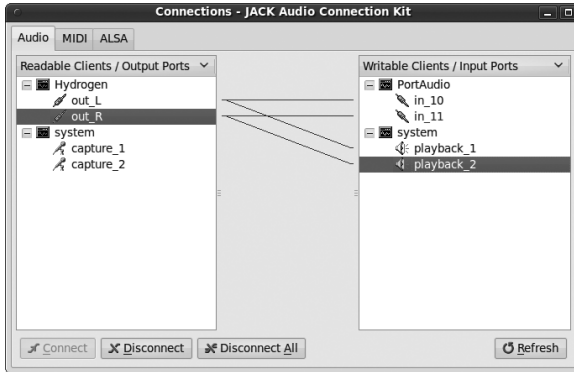 Connections - JACK Audio Connection Kit
Audio MIDI ALSA
Readable Clients / Output Ports
Hydrogen
out_L
out_R
system
capture_1
capture_2
Writable Clients / Input Ports
PortAudio
in_10
in_11
system
playback_1
playback_2
Connect Disconnect Disconnect All Refresh